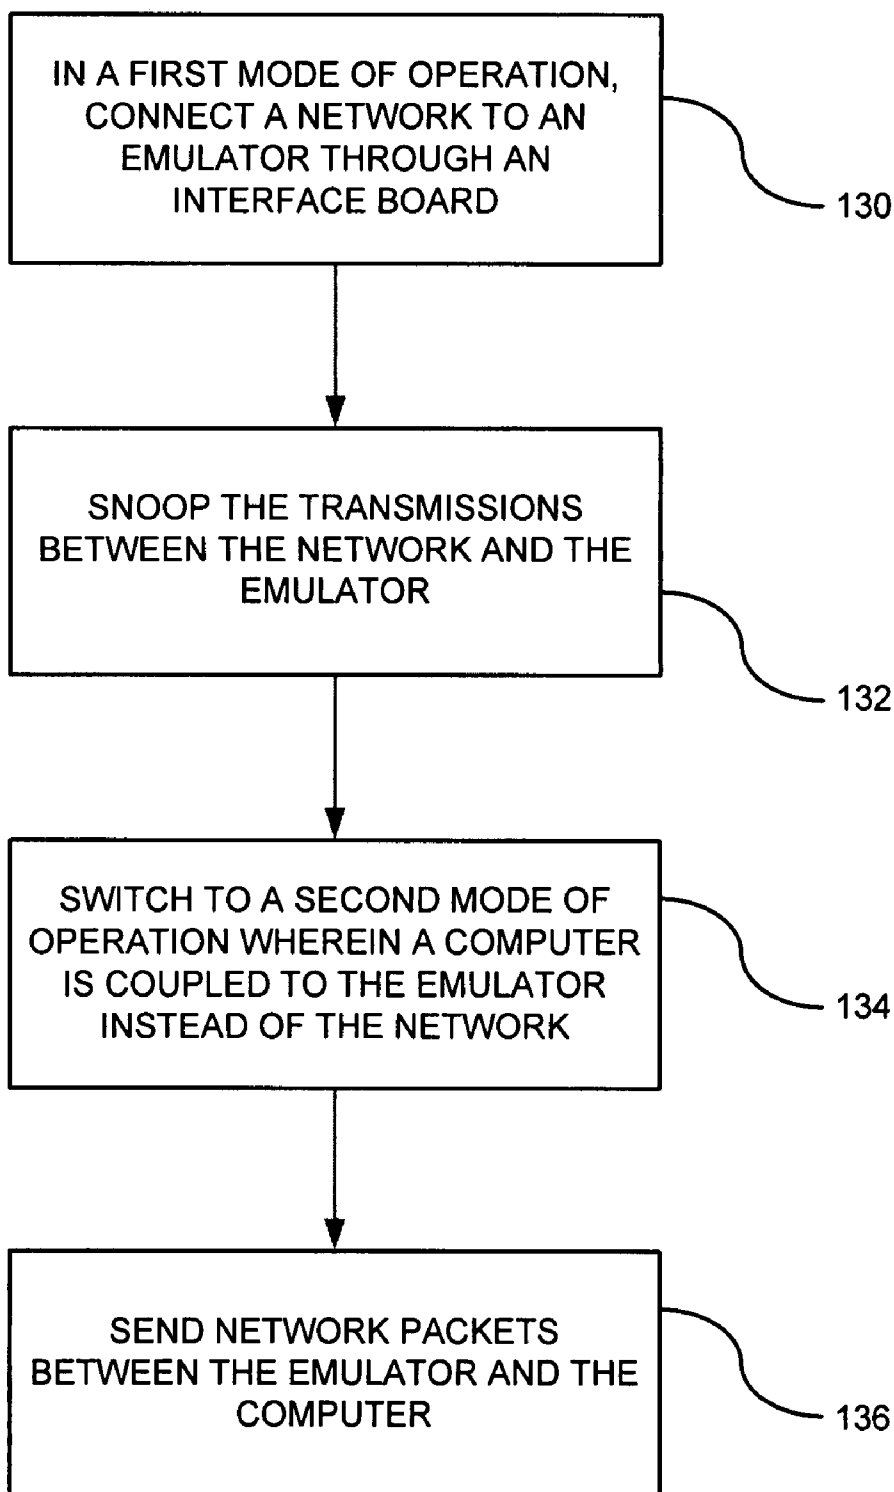 IN A FIRST MODE OF OPERATION,
CONNECT A NETWORK TO AN
EMULATOR THROUGH AN
INTERFACE BOARD
130
SNOOP THE TRANSMISSIONS
BETWEEN THE NETWORK AND THE
EMULATOR
132
SWITCH TO A SECOND MODE OF
OPERATION WHEREIN A COMPUTER
IS COUPLED TO THE EMULATOR
INSTEAD OF THE NETWORK
134
SEND NETWORK PACKETS
BETWEEN THE EMULATOR AND THE
COMPUTER
136